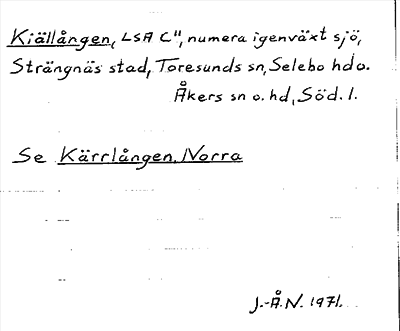 Kiällången, LSA C", numera igenväxt sjö,
Strängnäs stad, Toresunds sn, Selebo hd o.
Åkers sn o. hd, Söd. l.
Se Kärrlången, Norra
J.-Å.N. 1971.